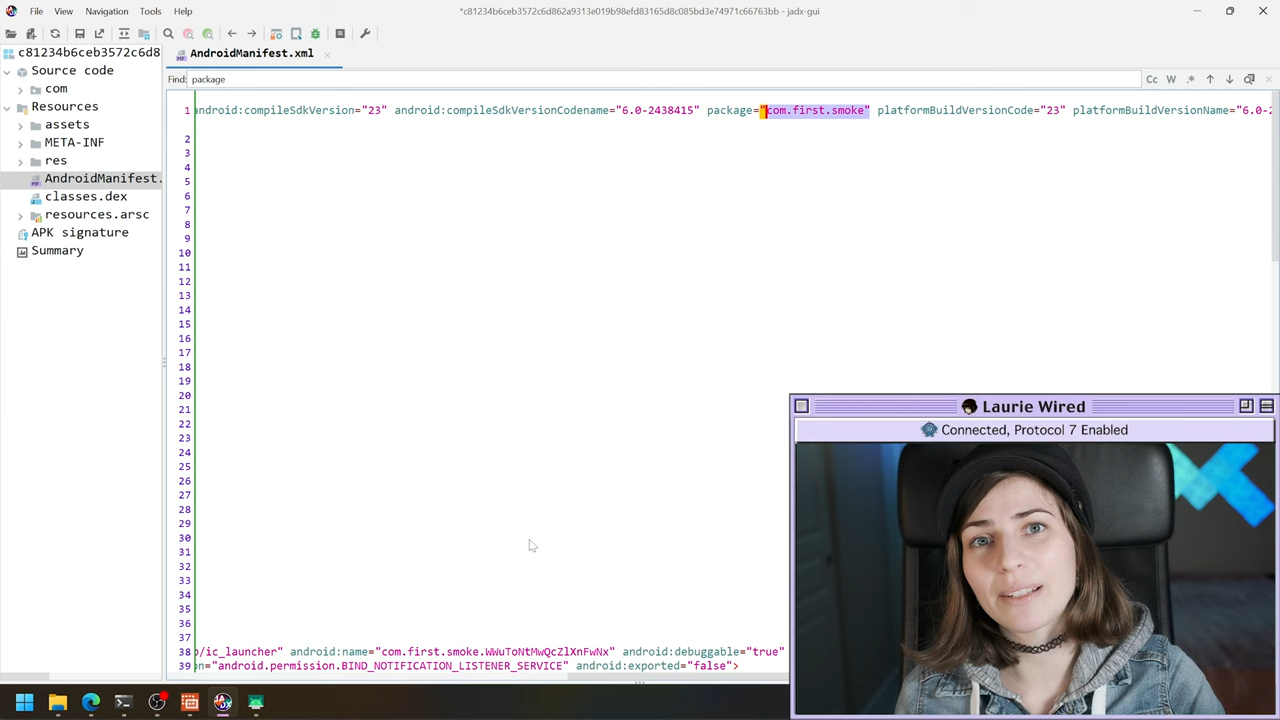 File View Navigation Tools Help
*c81234b6ceb3572c6d862a9313e019b98efd83165d8c085bd3e74971c66763bb - jadx-gui
c81234b6ceb3572c6d8
Source code
com
Resources
assets
META-INF
res
AndroidManifest.
classes.dex
resources.arsc
APK signature
Summary
AndroidManifest.xml
Find: package
Cc W .*
1 android:compileSdkVersion="23" android:compileSdkVersionCodename="6.0-2438415" package="com.first.smoke" platformBuildVersionCode="23" platformBuildVersionName="6.0-2
2
3
4
5
6
7
8
9
10
11
12
13
14
15
16
17
18
19
20
21
22
23
24
25
26
27
28
29
30
31
32
33
34
35
36
37
38 o/ic_launcher" android:name="com.first.smoke.WWuToNtMwQcZlXnFwNx" android:debuggable="true"
39 on="android.permission.BIND_NOTIFICATION_LISTENER_SERVICE" android:exported="false">
Laurie Wired
Connected, Protocol 7 Enabled